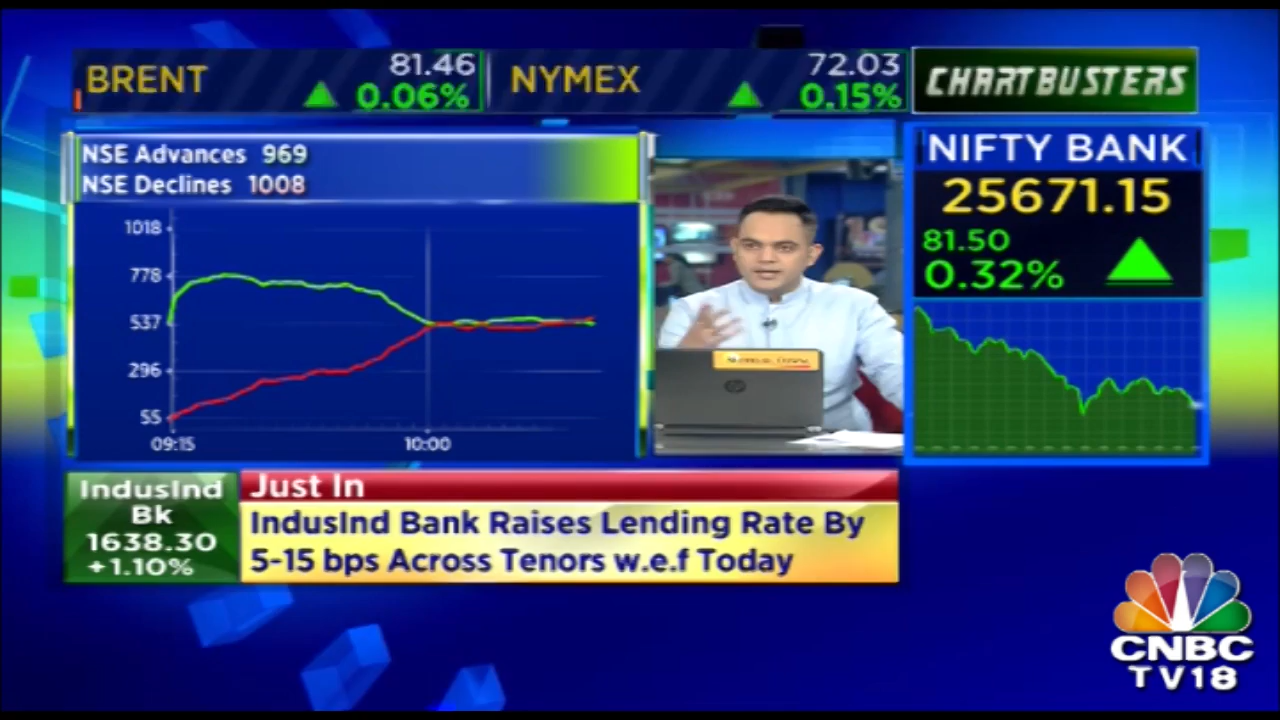 BRENT
81.46
0.06%
NYMEX
72.03
0.15%
CHARTBUSTERS
NSE Advances 969
NSE Declines 1008
1018
778
537
296
55
09:15
10:00
NIFTY BANK
25671.15
81.50
0.32%
IndusInd
Bk
1638.30
+1.10%
Just In
IndusInd Bank Raises Lending Rate By
5-15 bps Across Tenors w.e.f Today
hp
CNBC
TV18